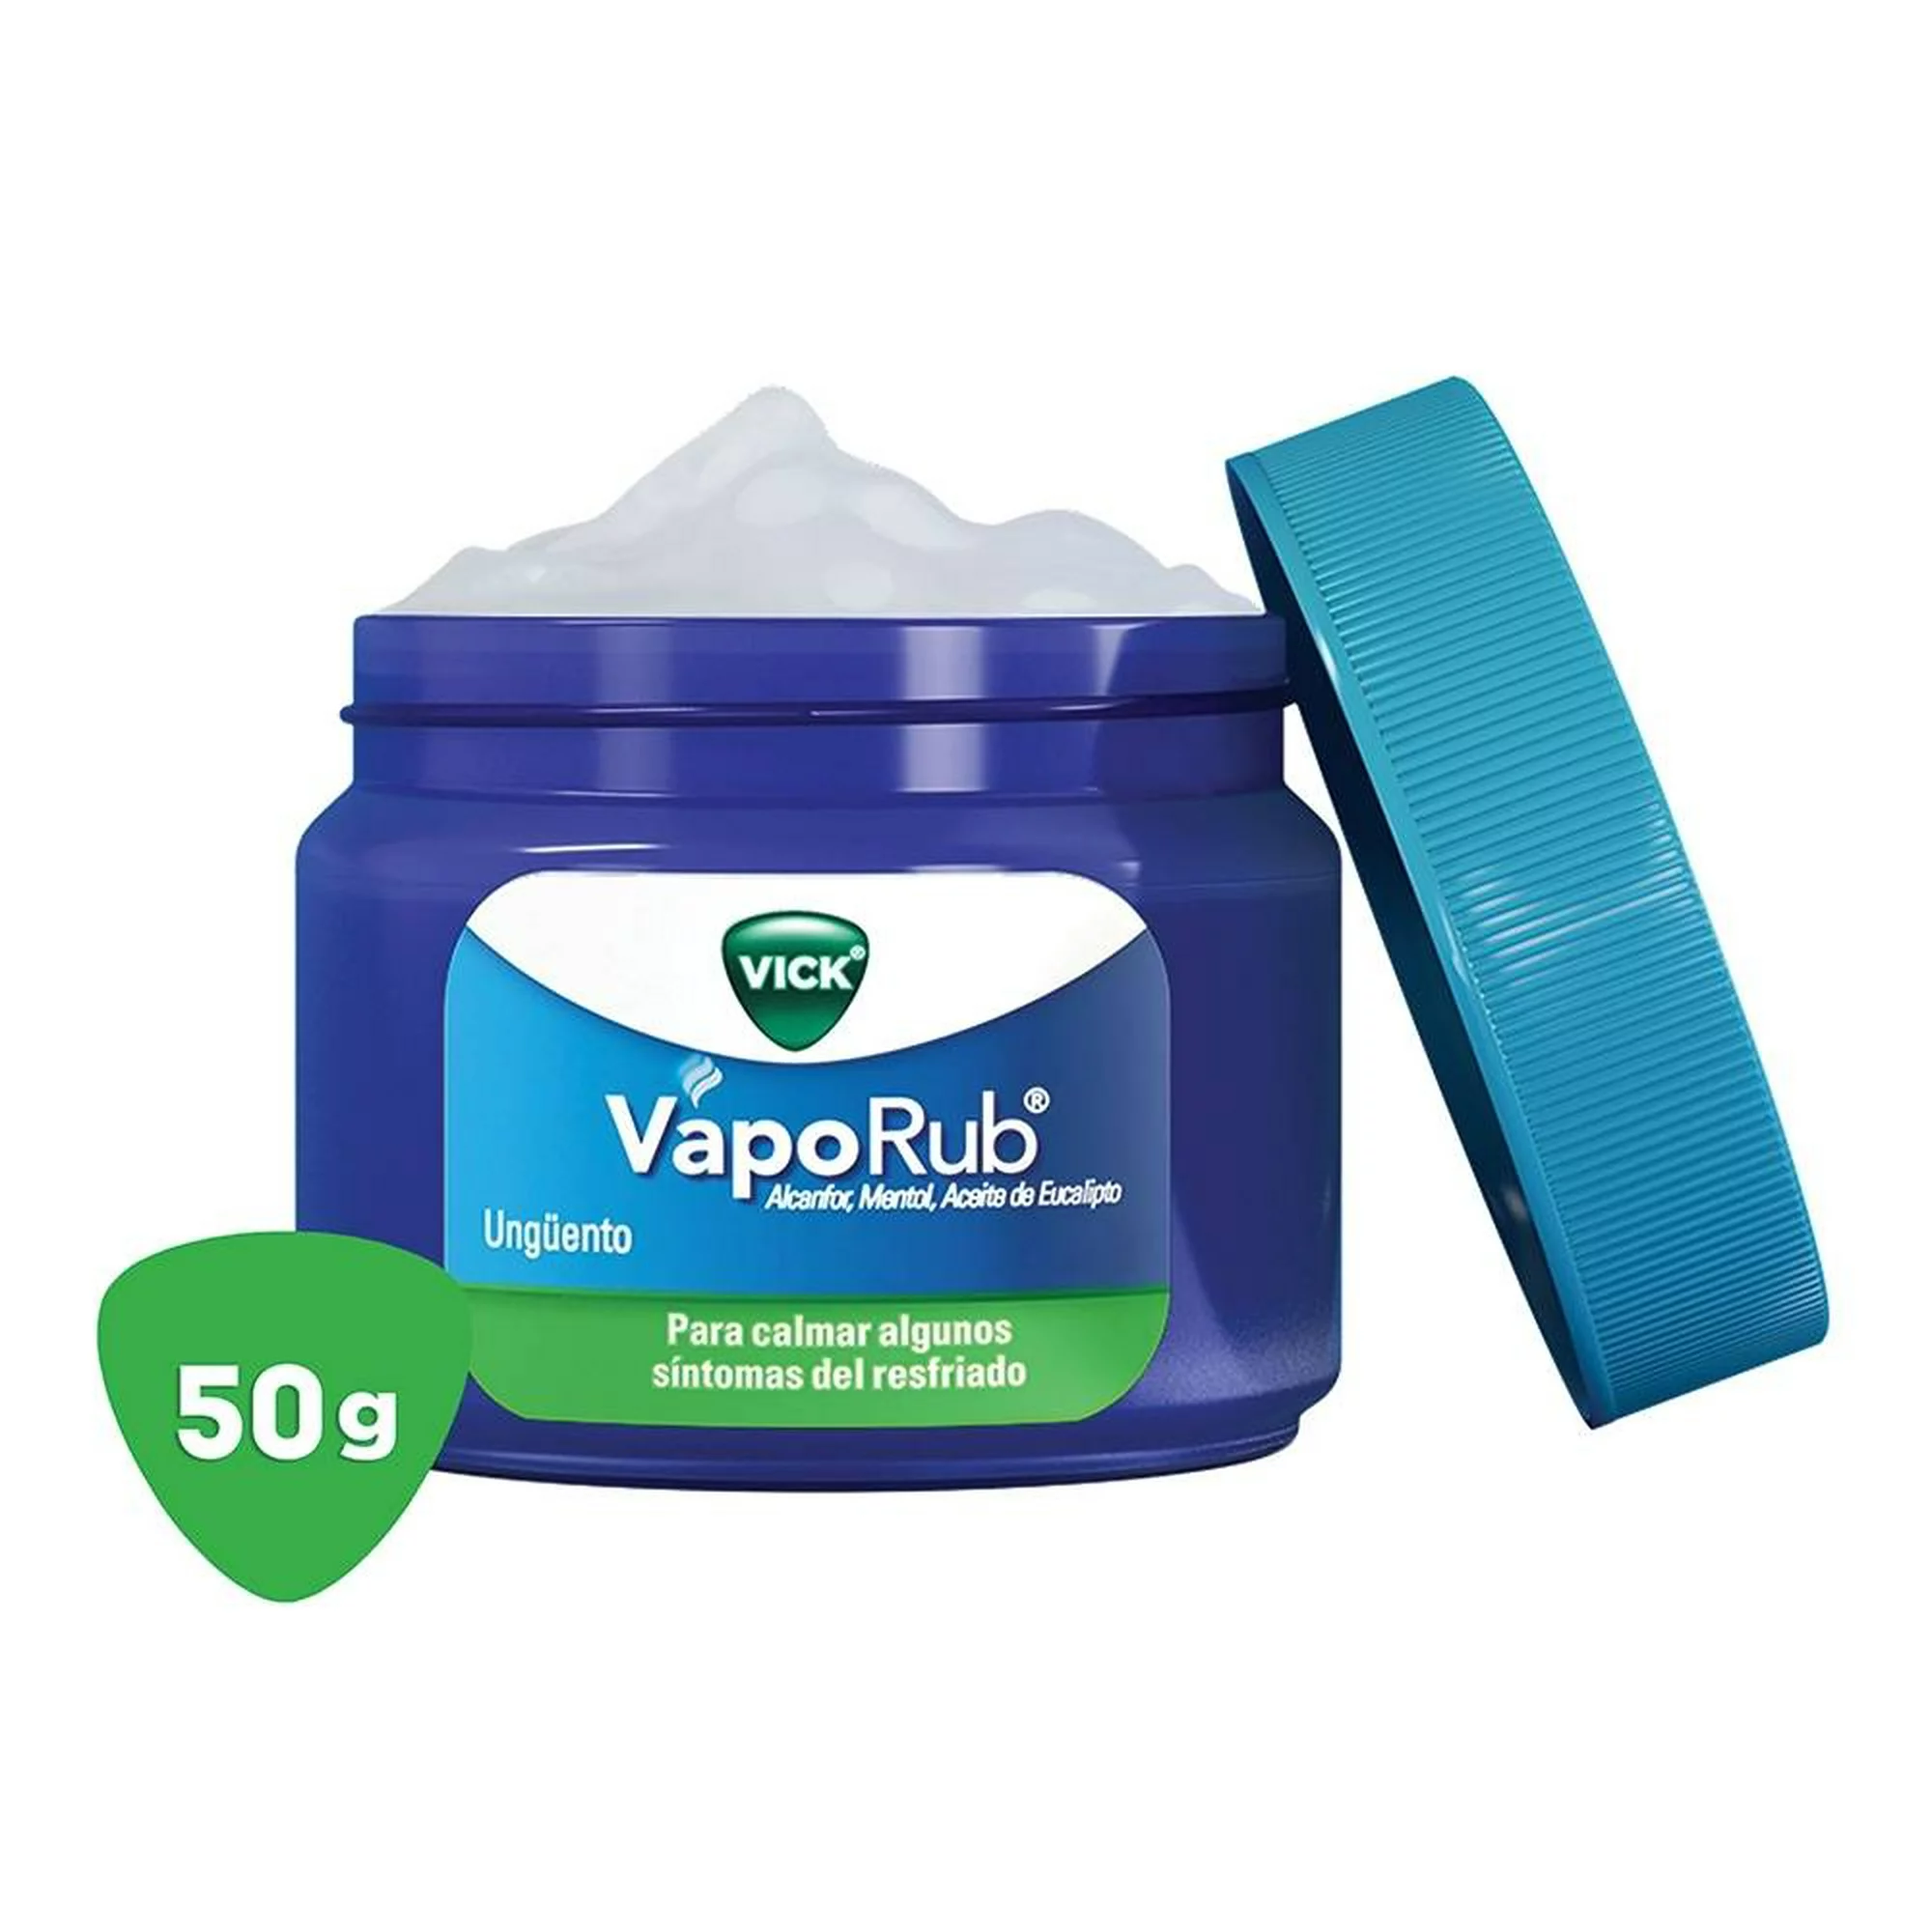 VICK®
VapoRub®
Alcanfor, Mentol, Aceite de Eucalipto
Ungüento
Para calmar algunos
síntomas del resfriado
50g